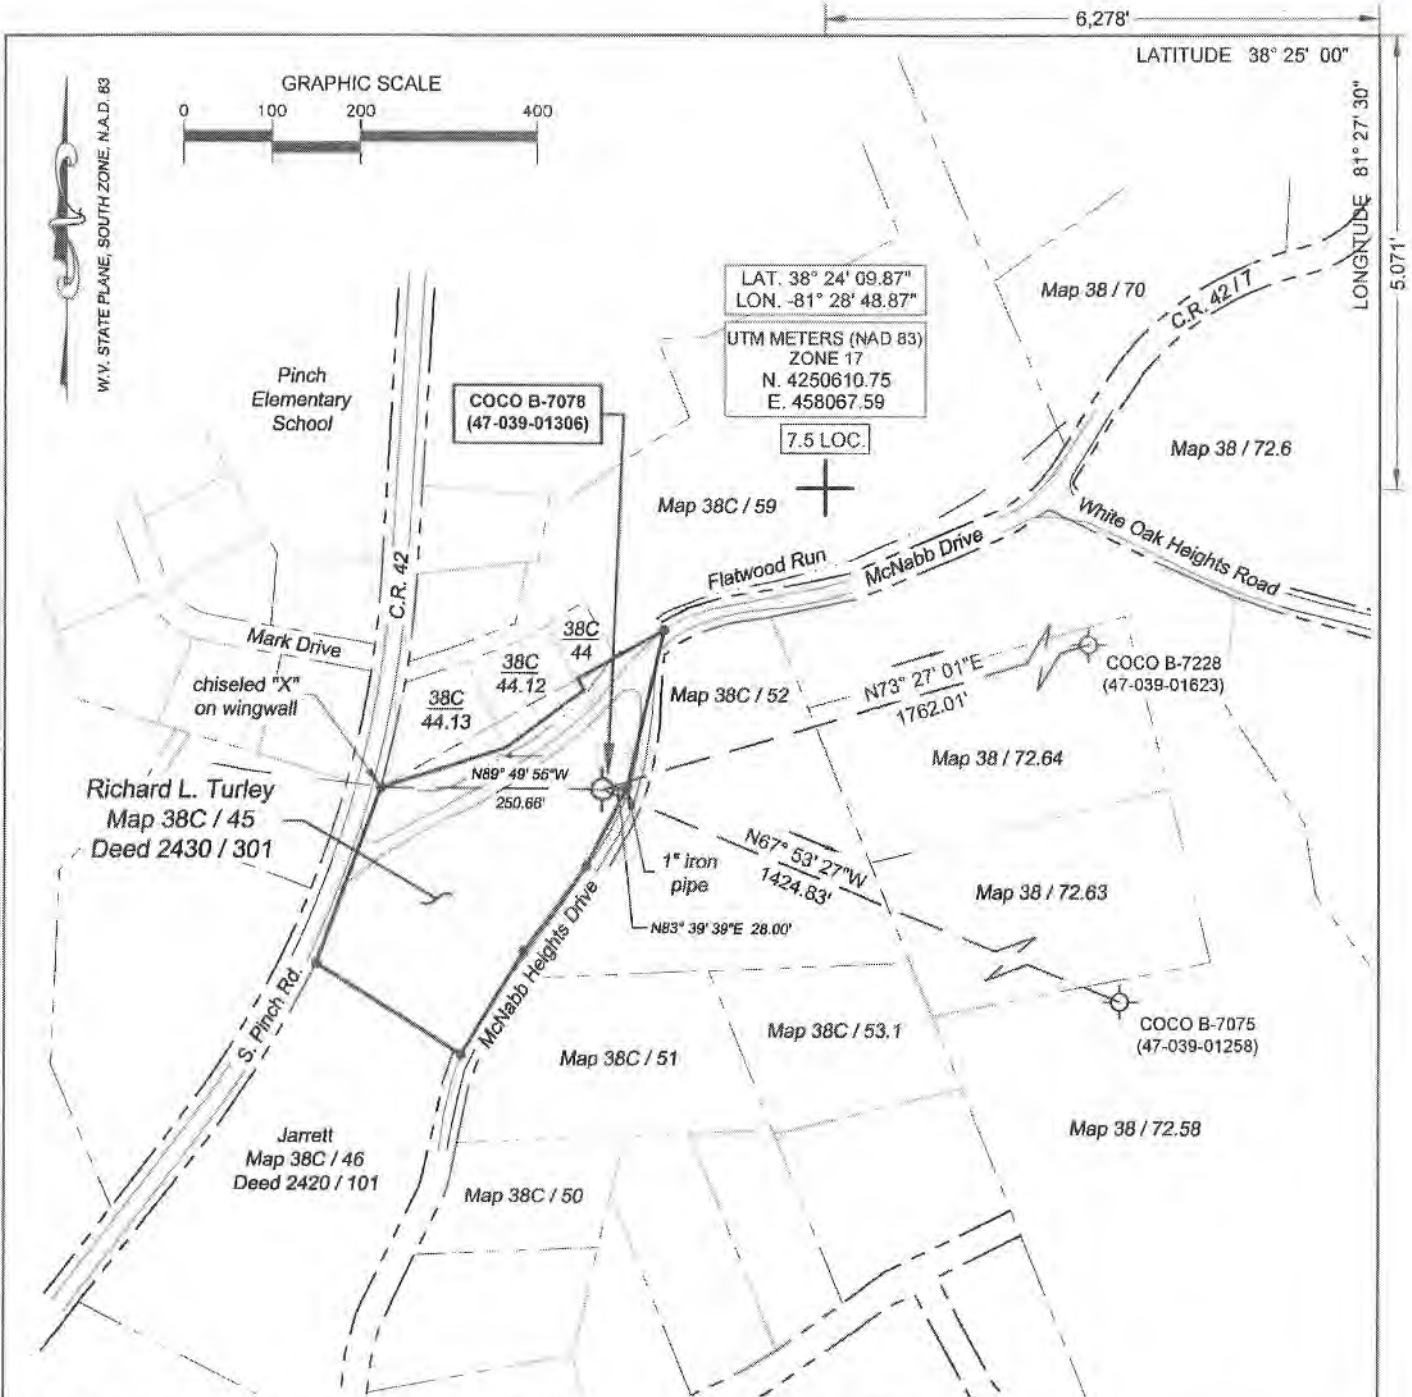 6,278'
LATITUDE 38° 25' 00"
LONGITUDE 81° 27' 30"
5,071'
W.V. STATE PLANE, SOUTH ZONE, N.A.D. 83
GRAPHIC SCALE
0 100 200 400
LAT. 38° 24' 09.87"
LON. -81° 28' 48.87"
UTM METERS (NAD 83)
ZONE 17
N. 4250610.75
E. 458067.59
7.5 LOC.
Map 38 / 70
C.R. 42 / 7
Pinch
Elementary
School
COCO B-7078
(47-039-01306)
Map 38 / 72.6
Map 38C / 59
White Oak Heights Road
Flatwood Run
McNabb Drive
C.R. 42
Mark Drive
38C
44
38C
44.12
38C
44.13
chiseled "X"
on wingwall
Map 38C / 52
N73° 27' 01"E
1762.01'
COCO B-7228
(47-039-01623)
Map 38 / 72.64
N89° 49' 56"W
250.66'
Richard L. Turley
Map 38C / 45
Deed 2430 / 301
1" iron
pipe
N67° 53' 27"W
1424.83'
Map 38 / 72.63
N83° 39' 39"E 28.00'
McNabb Heights Drive
S. Pinch Rd.
COCO B-7075
(47-039-01258)
Map 38C / 53.1
Map 38C / 51
Map 38 / 72.58
Jarrett
Map 38C / 46
Deed 2420 / 101
Map 38C / 50